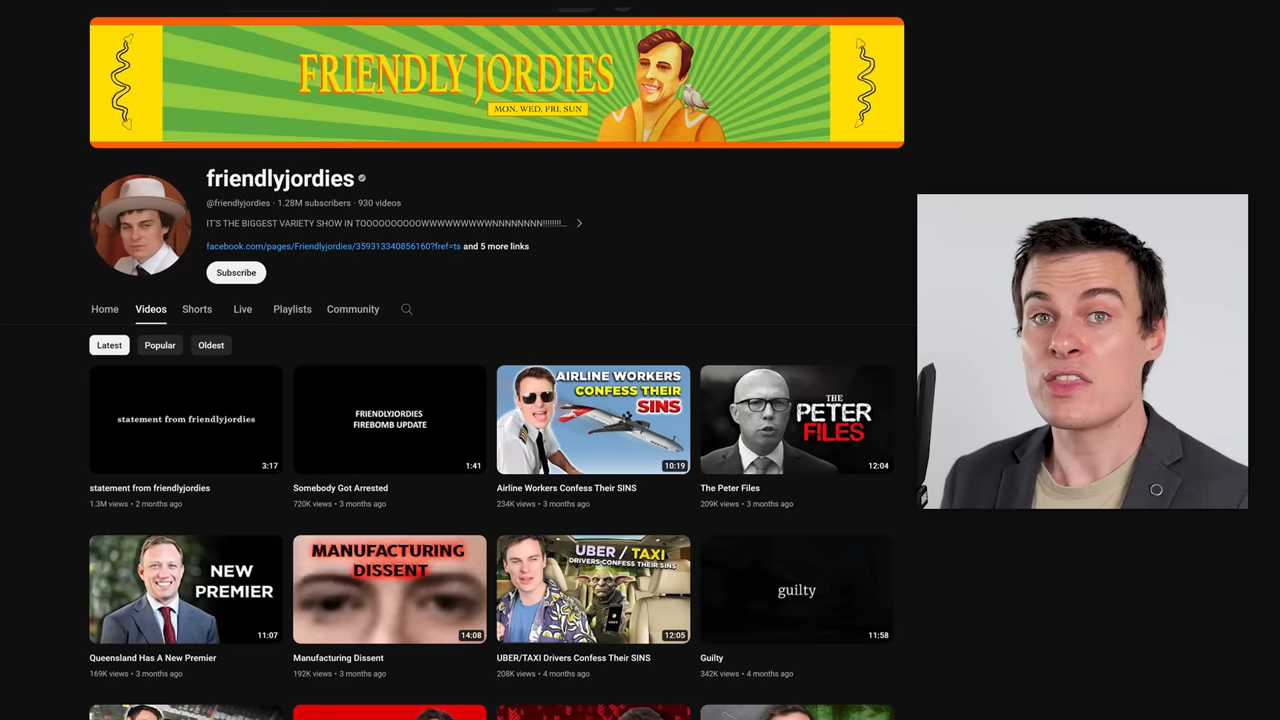 FRIENDLY JORDIES
MON, WED, FRI, SUN
friendlyjordies
@friendlyjordies · 1.28M subscribers · 930 videos
IT'S THE BIGGEST VARIETY SHOW IN TOOOOOOOOOOWWWWWWWWWNNNNNNNN!!!!!!!!...
facebook.com/pages/Friendlyjordies/359313340856160?fref=ts and 5 more links
Subscribe
Home Videos Shorts Live Playlists Community
Latest Popular Oldest
statement from friendlyjordies
3:17
FRIENDLYJORDIES
FIREBOMB UPDATE
1:41
AIRLINE WORKERS
CONFESS THEIR
SINS
10:19
THE
PETER
FILES
12:04
statement from friendlyjordies
1.3M views • 2 months ago
Somebody Got Arrested
720K views • 3 months ago
Airline Workers Confess Their SINS
234K views • 3 months ago
The Peter Files
209K views • 3 months ago
NEW
PREMIER
11:07
MANUFACTURING
DISSENT
14:08
UBER / TAXI
DRIVERS CONFESS THEIR SINS
12:05
guilty
11:58
Queensland Has A New Premier
169K views • 3 months ago
Manufacturing Dissent
192K views • 3 months ago
UBER/TAXI Drivers Confess Their SINS
208K views • 4 months ago
Guilty
342K views • 4 months ago